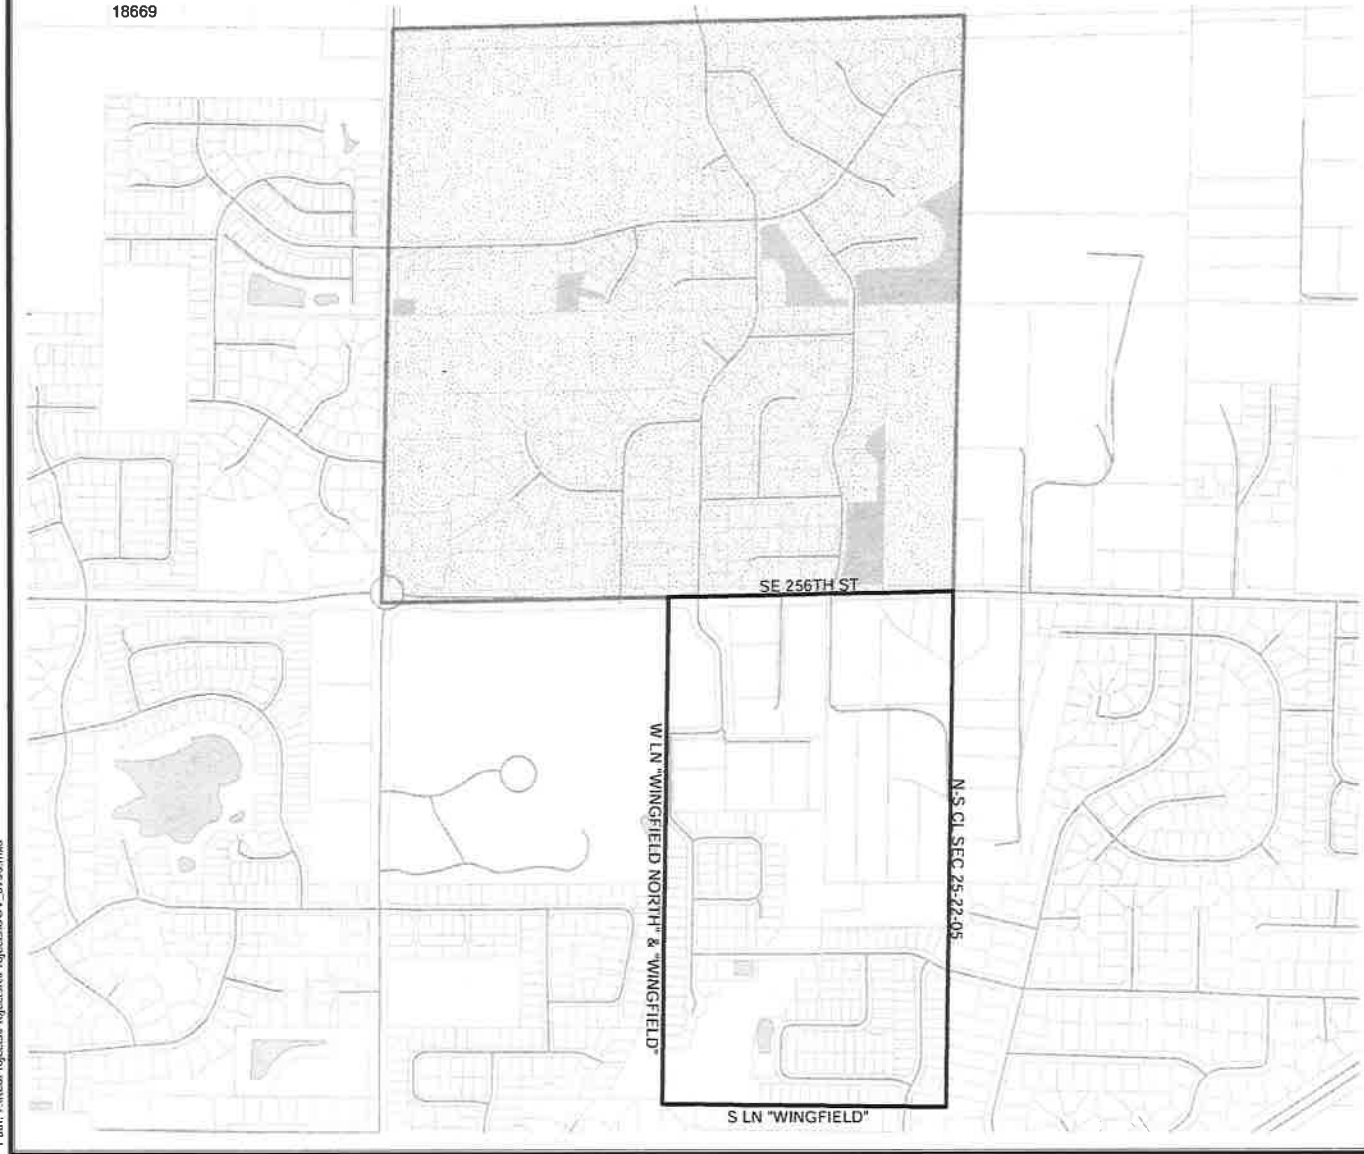 18669
SE 256TH ST
W LN "WINGFIELD NORTH" & "WINGFIELD"
N-S CL SEC 25-22-05
S LN "WINGFIELD"